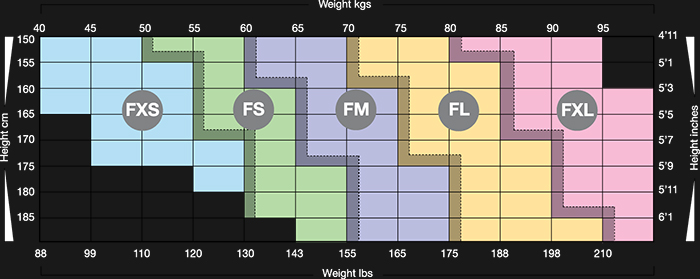 Weight kgs
40 45 50 55 60 65 70 75 80 85 90 95
150 4'11
155 5'1
160 5'3
165 FXS FS FM FL FXL 5'5
170 5'7
175 5'9
180 5'11
185 6'1
Height cm
Height inches
88 99 110 120 130 143 155 165 175 188 198 210
Weight lbs